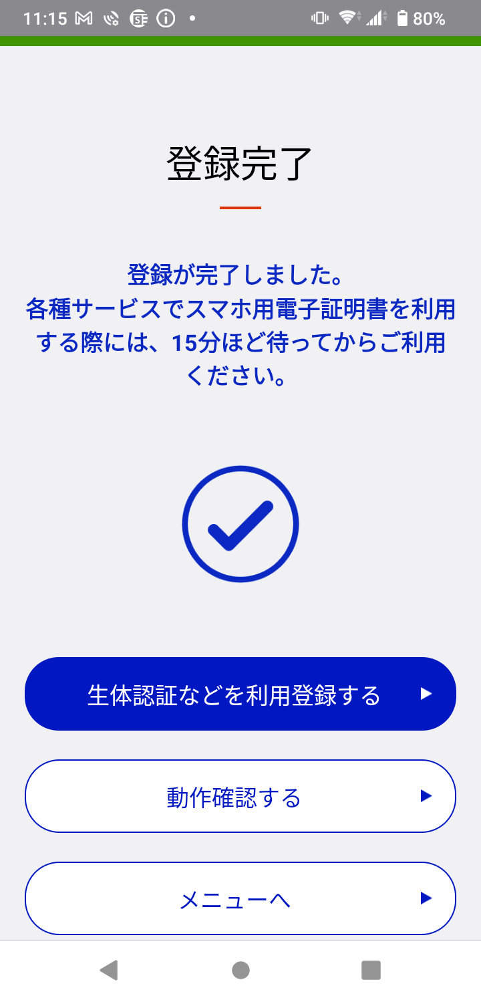 11:15 80%
登録完了
登録が完了しました。
各種サービスでスマホ用電子証明書を利用
する際には、15分ほど待ってからご利用
ください。
生体認証などを利用登録する
動作確認する
メニューへ